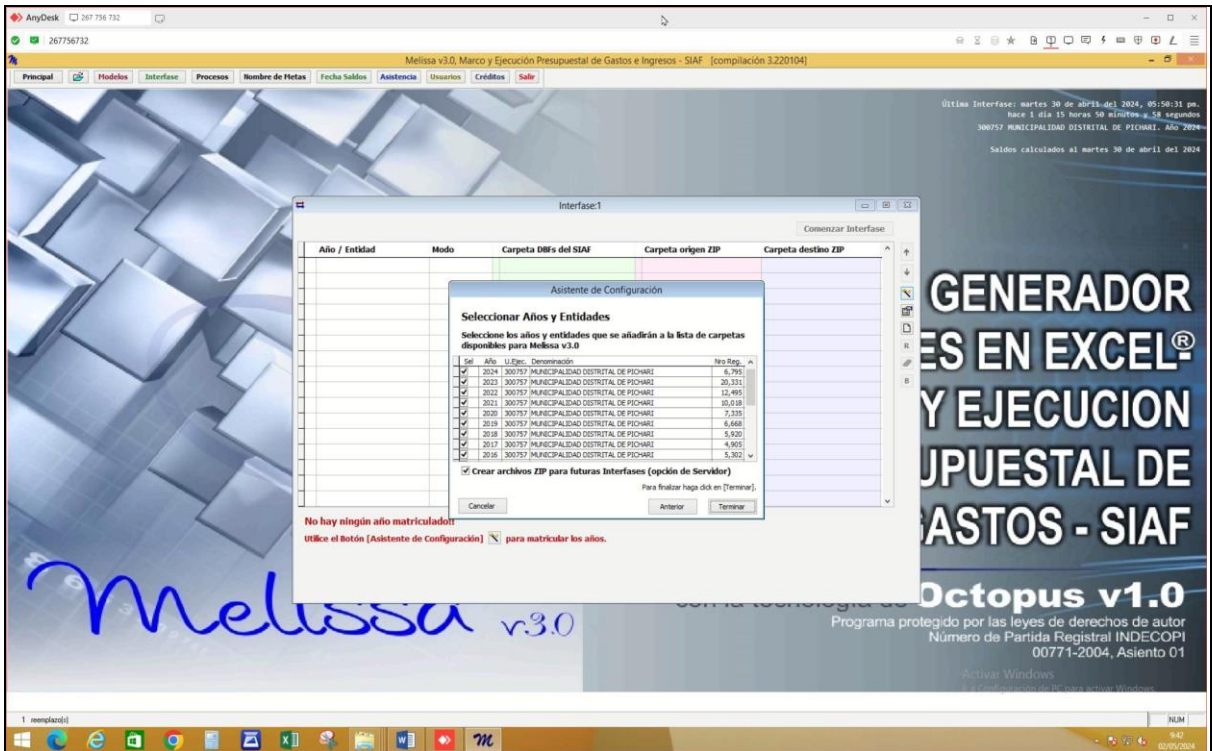 AnyDesk 267 756 732
267756732
Melissa v3.0, Marco y Ejecución Presupuestal de Gastos e Ingresos - SIAF [compilación 3.220104]
Principal Modelos Interfase Procesos Nombre de Metas Fecha Saldos Asistencia Usuarios Créditos Salir
Última Interfase: martes 30 de abril del 2024, 05:50:31 pm.
hace 1 día 15 horas 50 minutos y 58 segundos
300757 MUNICIPALIDAD DISTRITAL DE PICHARI. Año 2024
Saldos calculados al martes 30 de abril del 2024
Interfase:1
Comenzar Interfase
Año / Entidad Modo Carpeta DBFs del SIAF Carpeta origen ZIP Carpeta destino ZIP
Asistente de Configuración
Seleccionar Años y Entidades
Seleccione los años y entidades que se añadirán a la lista de carpetas
disponibles para Melissa v3.0
Sel Año U.Ejec. Denominación Nro Reg.
2024 300757 MUNICIPALIDAD DISTRITAL DE PICHARI 6,795
2023 300757 MUNICIPALIDAD DISTRITAL DE PICHARI 20,331
2022 300757 MUNICIPALIDAD DISTRITAL DE PICHARI 12,495
2021 300757 MUNICIPALIDAD DISTRITAL DE PICHARI 10,018
2020 300757 MUNICIPALIDAD DISTRITAL DE PICHARI 7,335
2019 300757 MUNICIPALIDAD DISTRITAL DE PICHARI 6,668
2018 300757 MUNICIPALIDAD DISTRITAL DE PICHARI 5,920
2017 300757 MUNICIPALIDAD DISTRITAL DE PICHARI 4,905
2016 300757 MUNICIPALIDAD DISTRITAL DE PICHARI 5,302
Crear archivos ZIP para futuras Interfases (opción de Servidor)
Para finalizar haga click en [Terminar].
Cancelar Anterior Terminar
No hay ningún año matriculado!!
Utilice el Botón [Asistente de Configuración] para matricular los años.
R
B
GENERADOR
ES EN EXCEL®
Y EJECUCION
UPUESTAL DE
GASTOS - SIAF
con la tecnología de Octopus v1.0
Programa protegido por las leyes de derechos de autor
Número de Partida Registral INDECOPI
00771-2004, Asiento 01
Melissa v3.0
Activar Windows
Ir a Configuración de PC para activar Windows.
1 reemplazo[s]
NUM
9:42
02/05/2024